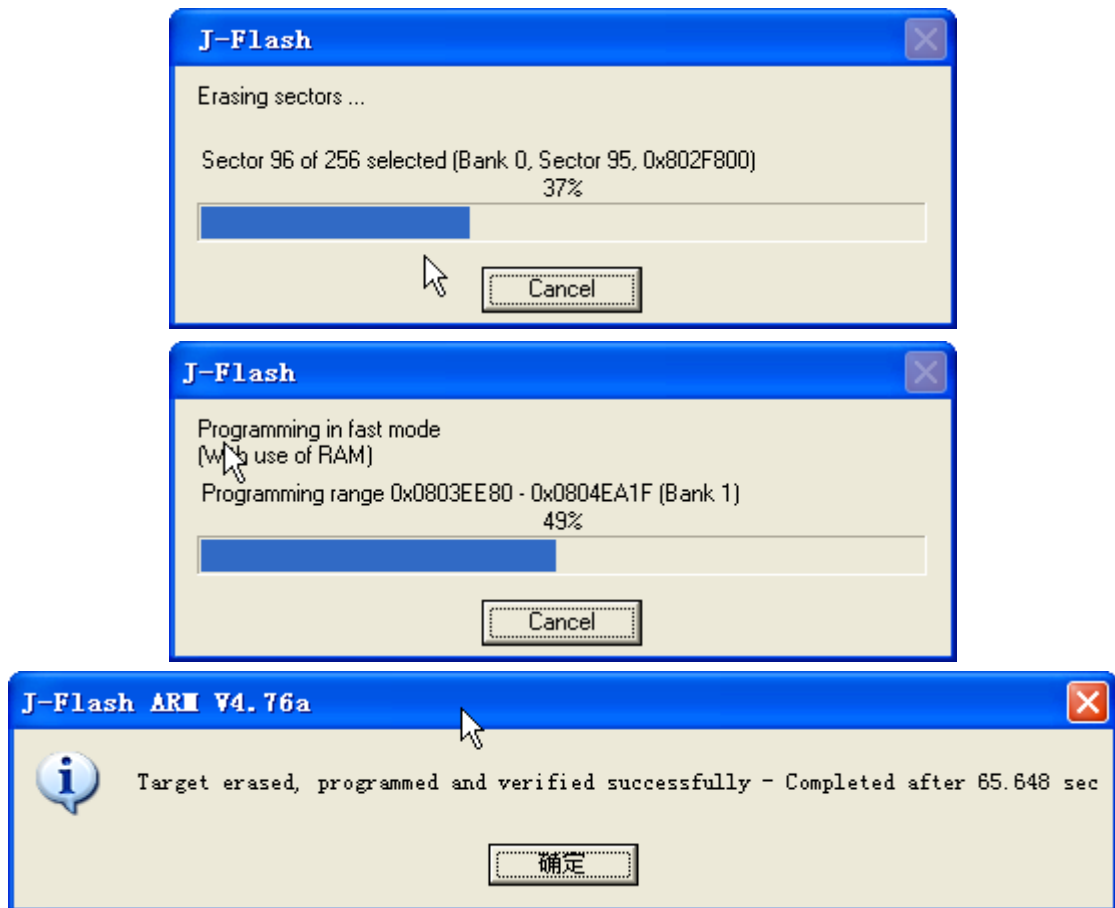 J-Flash
Erasing sectors ...
Sector 96 of 256 selected (Bank 0, Sector 95, 0x802F800)
37%
Cancel
J-Flash
Programming in fast mode
(With use of RAM)
Programming range 0x0803EE80 - 0x0804EA1F (Bank 1)
49%
Cancel
J-Flash ARM V4.76a
Target erased, programmed and verified successfully - Completed after 65.648 sec
确定